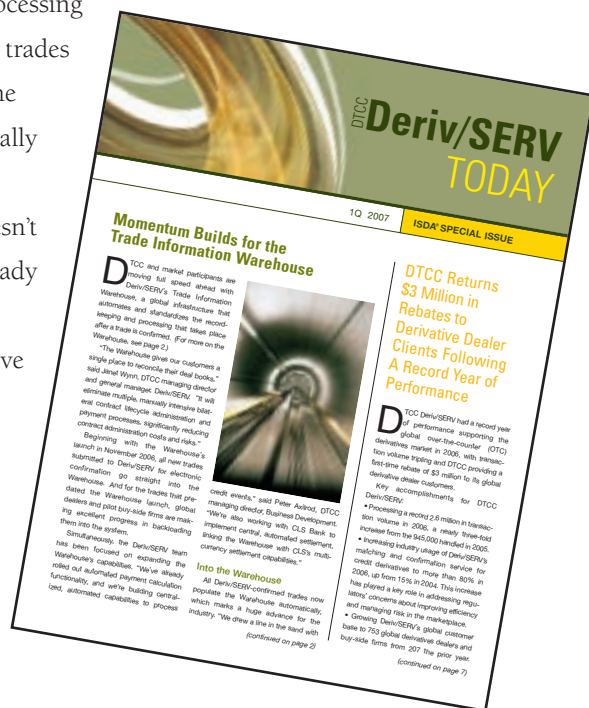 ocessing
trades
ne
ally
sn't
ady
ve
DTCC
Deriv/SERV
TODAY
1Q 2007
ISDA® SPECIAL ISSUE
Momentum Builds for the
Trade Information Warehouse
DTCC and market participants are
moving full speed ahead with
Deriv/SERV's Trade Information
Warehouse, a global infrastructure that
automates and standardizes the record-
keeping and processing that takes place
after a trade is confirmed. (For more on the
Warehouse, see page 2.)
"The Warehouse gives our customers a
single place to reconcile their deal books,"
said Janet Wynn, DTCC managing director
and general manager, Deriv/SERV. "It will
eliminate multiple, manually intensive bilat-
eral contract lifecycle administration and
payment processes, significantly reducing
contract administration costs and risks."
Beginning with the Warehouse's
launch in November 2006, all new trades
submitted to Deriv/SERV for electronic
confirmation go straight into the
Warehouse. And for the trades that pre-
dated the Warehouse launch, global
dealers and pilot buy-side firms are mak-
ing excellent progress in backloading
them into the system.
Simultaneously, the Deriv/SERV team
has been focused on expanding the
Warehouse's capabilities. "We've already
rolled out automated payment calculation
functionality, and we're building central-
ized, automated capabilities to process
credit events," said Peter Axilrod, DTCC
managing director, Business Development.
"We're also working with CLS Bank to
implement central, automated settlement,
linking the Warehouse with CLS's multi-
currency settlement capabilities."
Into the Warehouse
All Deriv/SERV-confirmed trades now
populate the Warehouse automatically,
which marks a huge advance for the
industry. "We drew a line in the sand with
(continued on page 2)
DTCC Returns
$3 Million in
Rebates to
Derivative Dealer
Clients Following
A Record Year of
Performance
DTCC Deriv/SERV had a record year
of performance supporting the
global over-the-counter (OTC)
derivatives market in 2006, with transac-
tion volume tripling and DTCC providing a
first-time rebate of $3 million to its global
derivative dealer customers.
Key accomplishments for DTCC
Deriv/SERV:
• Processing a record 2.6 million in transac-
tion volume in 2006, a nearly three-fold
increase from the 945,000 handled in 2005.
• Increasing industry usage of Deriv/SERV's
matching and confirmation service for
credit derivatives to more than 80% in
2006, up from 15% in 2004. This increase
has played a key role in addressing regu-
lators' concerns about improving efficiency
and managing risk in the marketplace.
• Growing Deriv/SERV's global customer
base to 753 global derivatives dealers and
buy-side firms from 207 the prior year.
(continued on page 7)